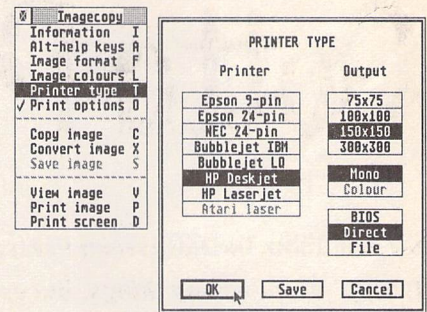 Imagecopy
Information I
Alt-help keys A
Image format F
Image colours L
Printer type T
✓ Print options O
Copy image C
Convert image X
Save image S
View image V
Print image P
Print screen D
PRINTER TYPE
Printer
Epson 9-pin
Epson 24-pin
NEC 24-pin
Bubblejet IBM
Bubblejet LQ
HP Deskjet
HP Laserjet
Atari laser
Output
75x75
100x100
150x150
300x300
Mono
Colour
BIOS
Direct
File
OK Save Cancel